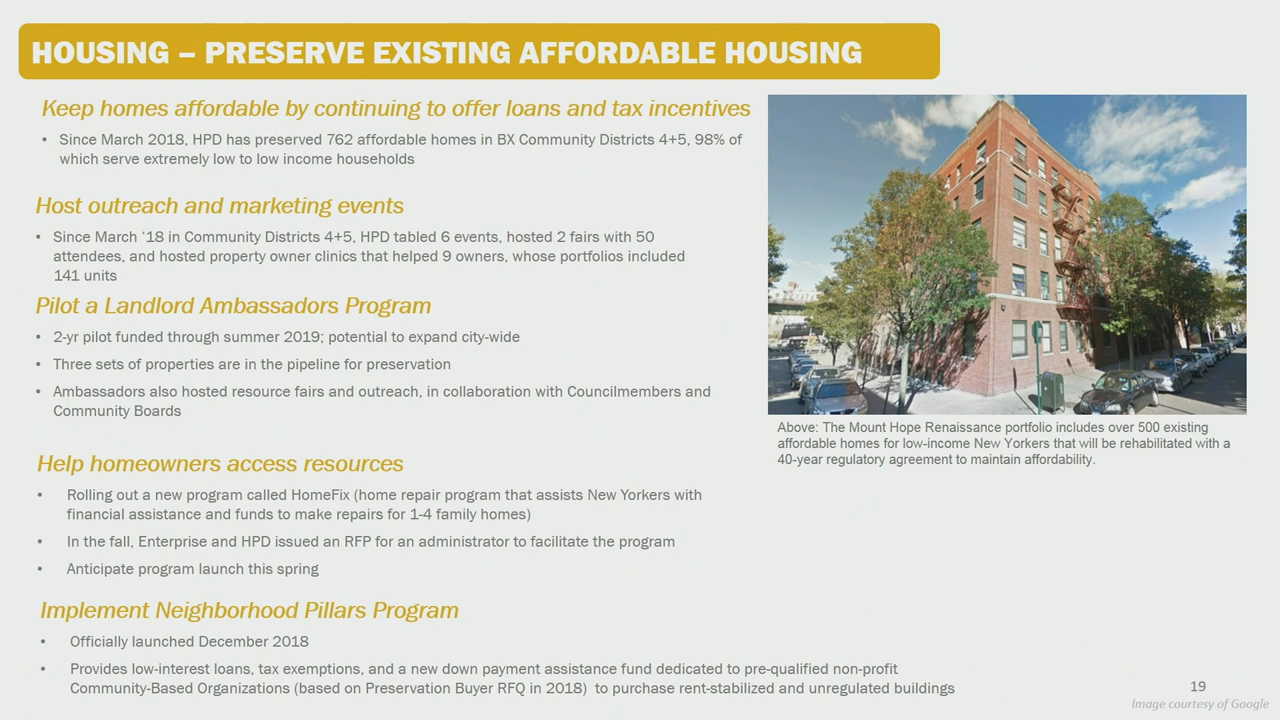 HOUSING – PRESERVE EXISTING AFFORDABLE HOUSING
Keep homes affordable by continuing to offer loans and tax incentives
• Since March 2018, HPD has preserved 762 affordable homes in BX Community Districts 4+5, 98% of
which serve extremely low to low income households
Host outreach and marketing events
• Since March ‘18 in Community Districts 4+5, HPD tabled 6 events, hosted 2 fairs with 50
attendees, and hosted property owner clinics that helped 9 owners, whose portfolios included
141 units
Pilot a Landlord Ambassadors Program
• 2-yr pilot funded through summer 2019; potential to expand city-wide
• Three sets of properties are in the pipeline for preservation
• Ambassadors also hosted resource fairs and outreach, in collaboration with Councilmembers and
Community Boards
Help homeowners access resources
• Rolling out a new program called HomeFix (home repair program that assists New Yorkers with
financial assistance and funds to make repairs for 1-4 family homes)
• In the fall, Enterprise and HPD issued an RFP for an administrator to facilitate the program
• Anticipate program launch this spring
Implement Neighborhood Pillars Program
• Officially launched December 2018
• Provides low-interest loans, tax exemptions, and a new down payment assistance fund dedicated to pre-qualified non-profit
Community-Based Organizations (based on Preservation Buyer RFQ in 2018) to purchase rent-stabilized and unregulated buildings
Above: The Mount Hope Renaissance portfolio includes over 500 existing
affordable homes for low-income New Yorkers that will be rehabilitated with a
40-year regulatory agreement to maintain affordability.
19
Image courtesy of Google